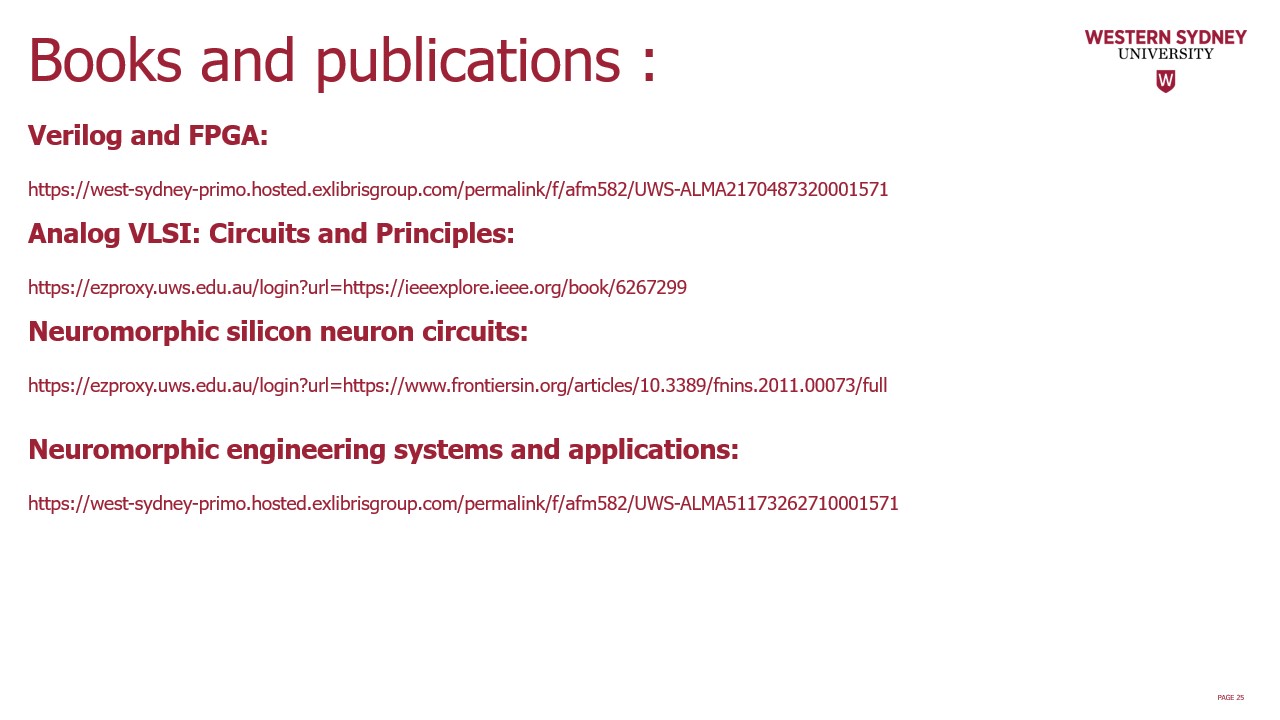 Books and publications :
WESTERN SYDNEY
UNIVERSITY
W
Verilog and FPGA:
https://west-sydney-primo.hosted.exlibrisgroup.com/permalink/f/afm582/UWS-ALMA2170487320001571
Analog VLSI: Circuits and Principles:
https://ezproxy.uws.edu.au/login?url=https://ieeexplore.ieee.org/book/6267299
Neuromorphic silicon neuron circuits:
https://ezproxy.uws.edu.au/login?url=https://www.frontiersin.org/articles/10.3389/fnins.2011.00073/full
Neuromorphic engineering systems and applications:
https://west-sydney-primo.hosted.exlibrisgroup.com/permalink/f/afm582/UWS-ALMA51173262710001571
PAGE 25